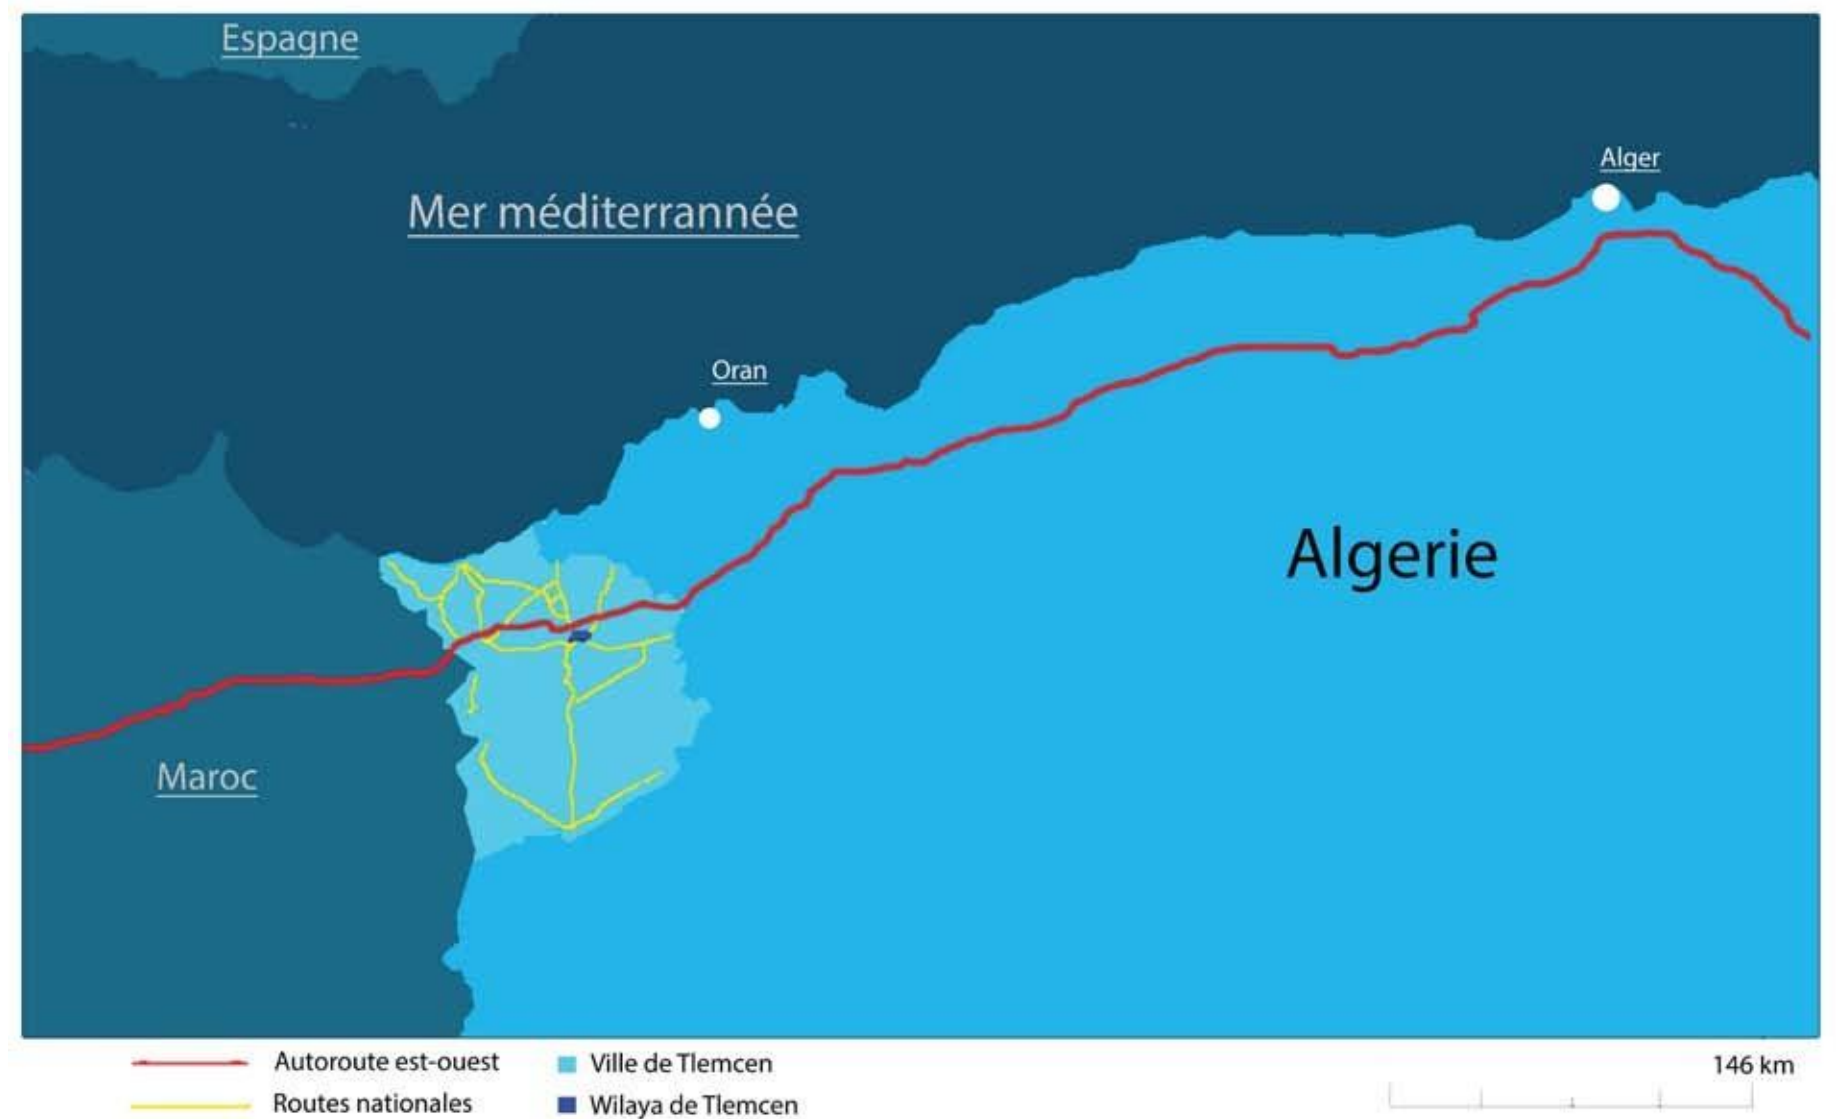 Espagne
Alger
Mer méditerrannée
Oran
Algerie
Maroc
Autoroute est-ouest
Ville de Tlemcen
146 km
Routes nationales
Wilaya de Tlemcen